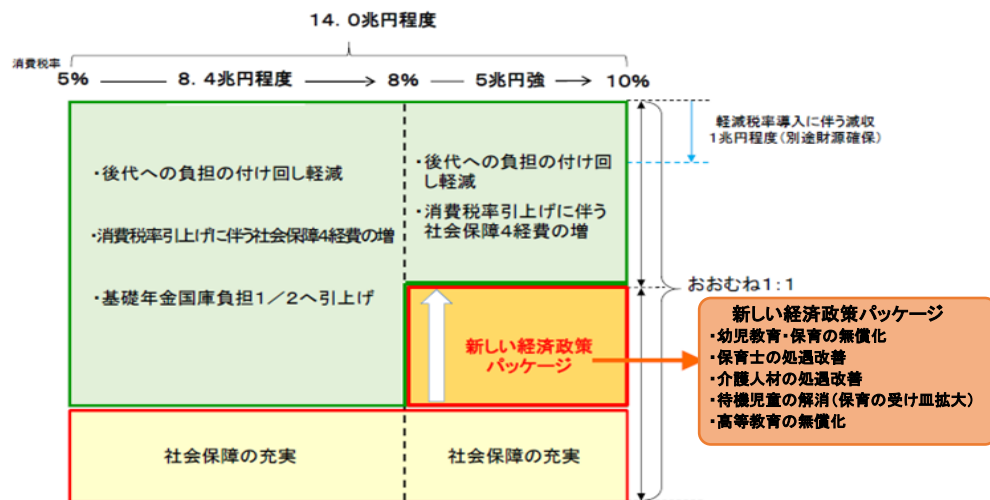 14.0兆円程度
消費税率
5% 8.4兆円程度 8% 5兆円強 10%
軽減税率導入に伴う減収
1兆円程度(別途財源確保)
・後代への負担の付け回し軽減
・消費税率引上げに伴う社会保障4経費の増
・基礎年金国庫負担1/2へ引上げ
・後代への負担の付け回
し軽減
・消費税率引上げに伴う
社会保障4経費の増
おおむね1:1
新しい経済政策
パッケージ
新しい経済政策パッケージ
・幼児教育・保育の無償化
・保育士の処遇改善
・介護人材の処遇改善
・待機児童の解消(保育の受け皿拡大)
・高等教育の無償化
社会保障の充実
社会保障の充実